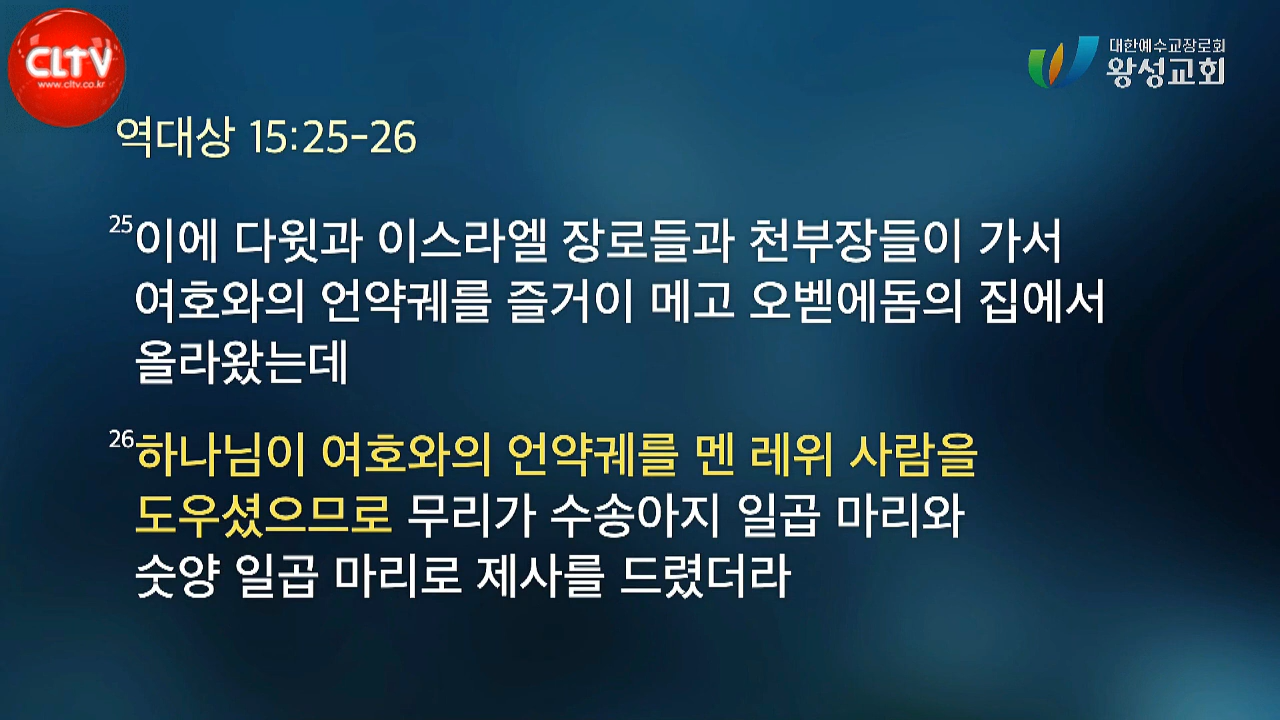 CLTV
www.cltv.co.kr
대한예수교장로회
왕성교회
역대상 15:25-26
25이에 다윗과 이스라엘 장로들과 천부장들이 가서
여호와의 언약궤를 즐거이 메고 오벧에돔의 집에서
올라왔는데
26하나님이 여호와의 언약궤를 멘 레위 사람을
도우셨으므로 무리가 수송아지 일곱 마리와
숫양 일곱 마리로 제사를 드렸더라